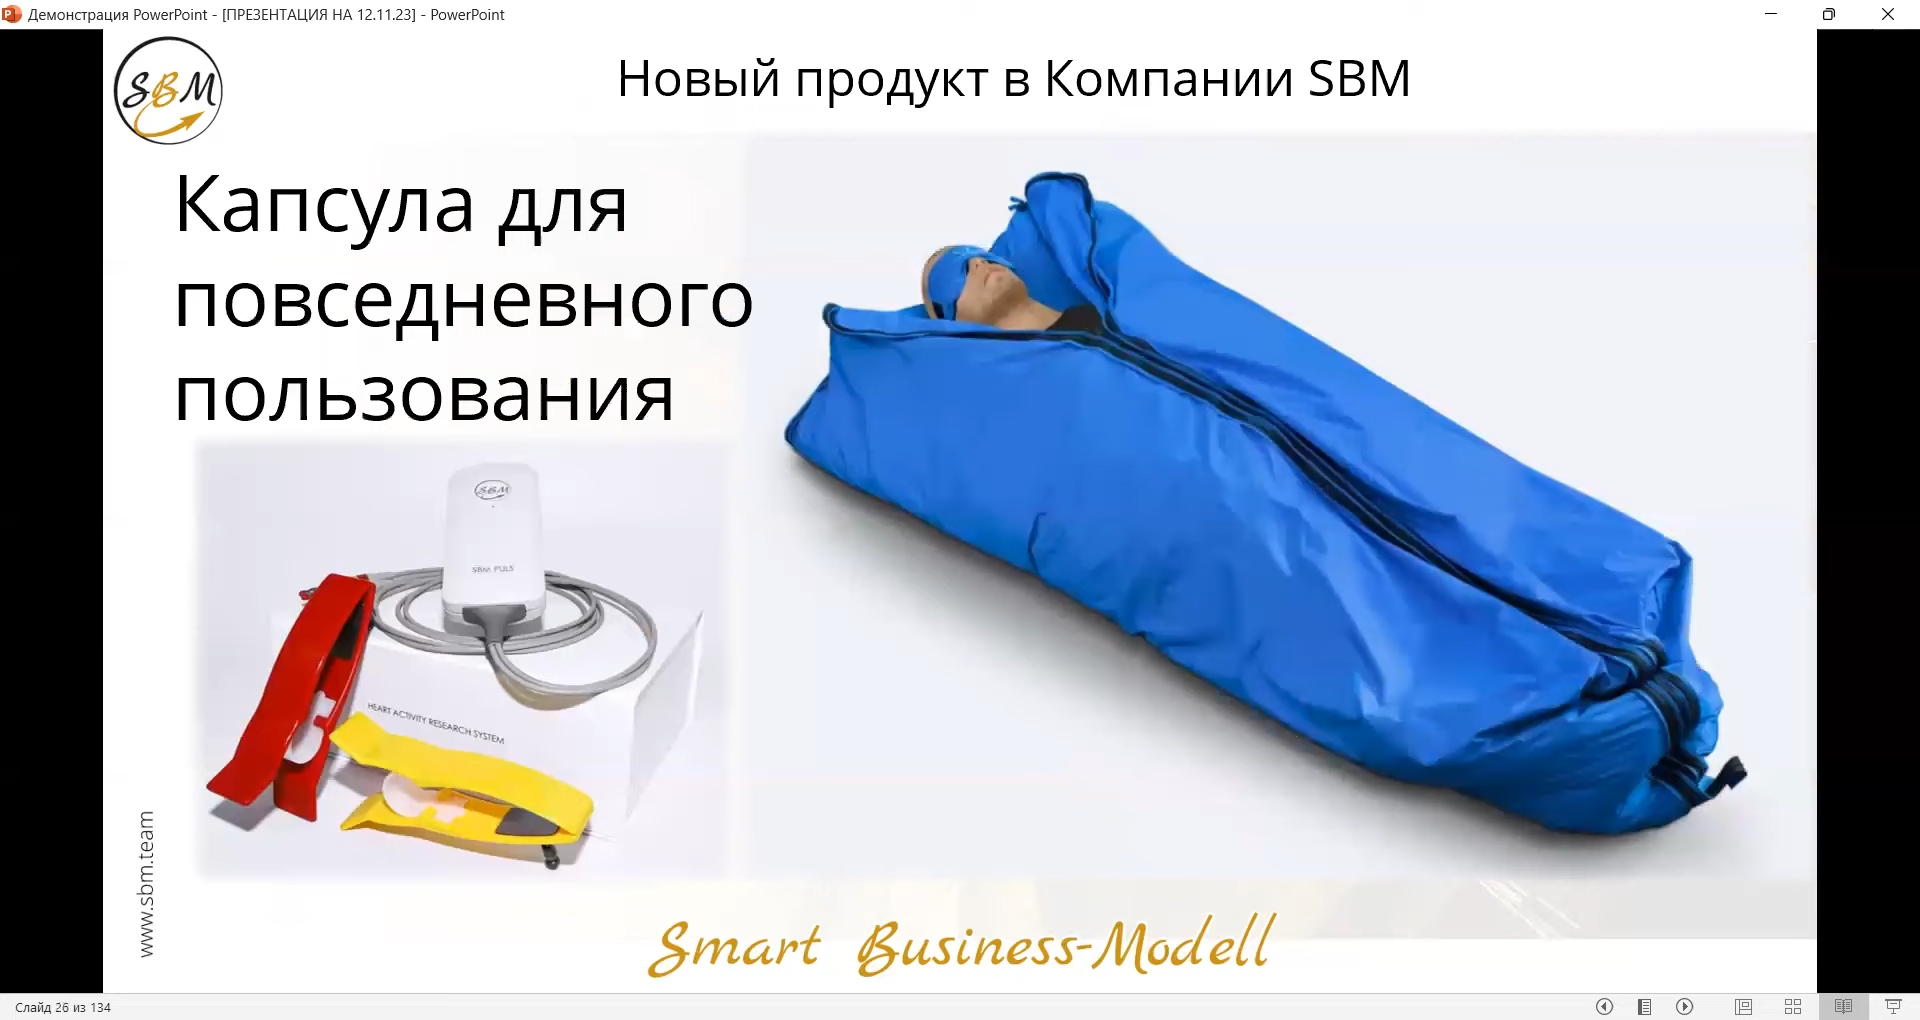 Демонстрация PowerPoint - [ПРЕЗЕНТАЦИЯ НА 12.11.23] - PowerPoint
SBM
Новый продукт в Компании SBM
Капсула для
повседневного
пользования
SBM
SBM PULS
HEART ACTIVITY RESEARCH SYSTEM
www.sbm.team
Smart Business-Modell
Слайд 26 из 134